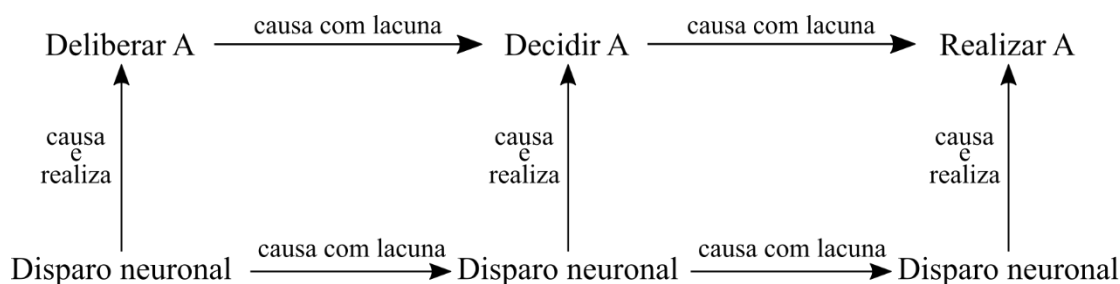 causa com lacuna
causa com lacuna
Deliberar A
Decidir A
Realizar A
causa
e
realiza
causa
e
realiza
causa
e
realiza
causa com lacuna
causa com lacuna
Disparo neuronal
Disparo neuronal
Disparo neuronal